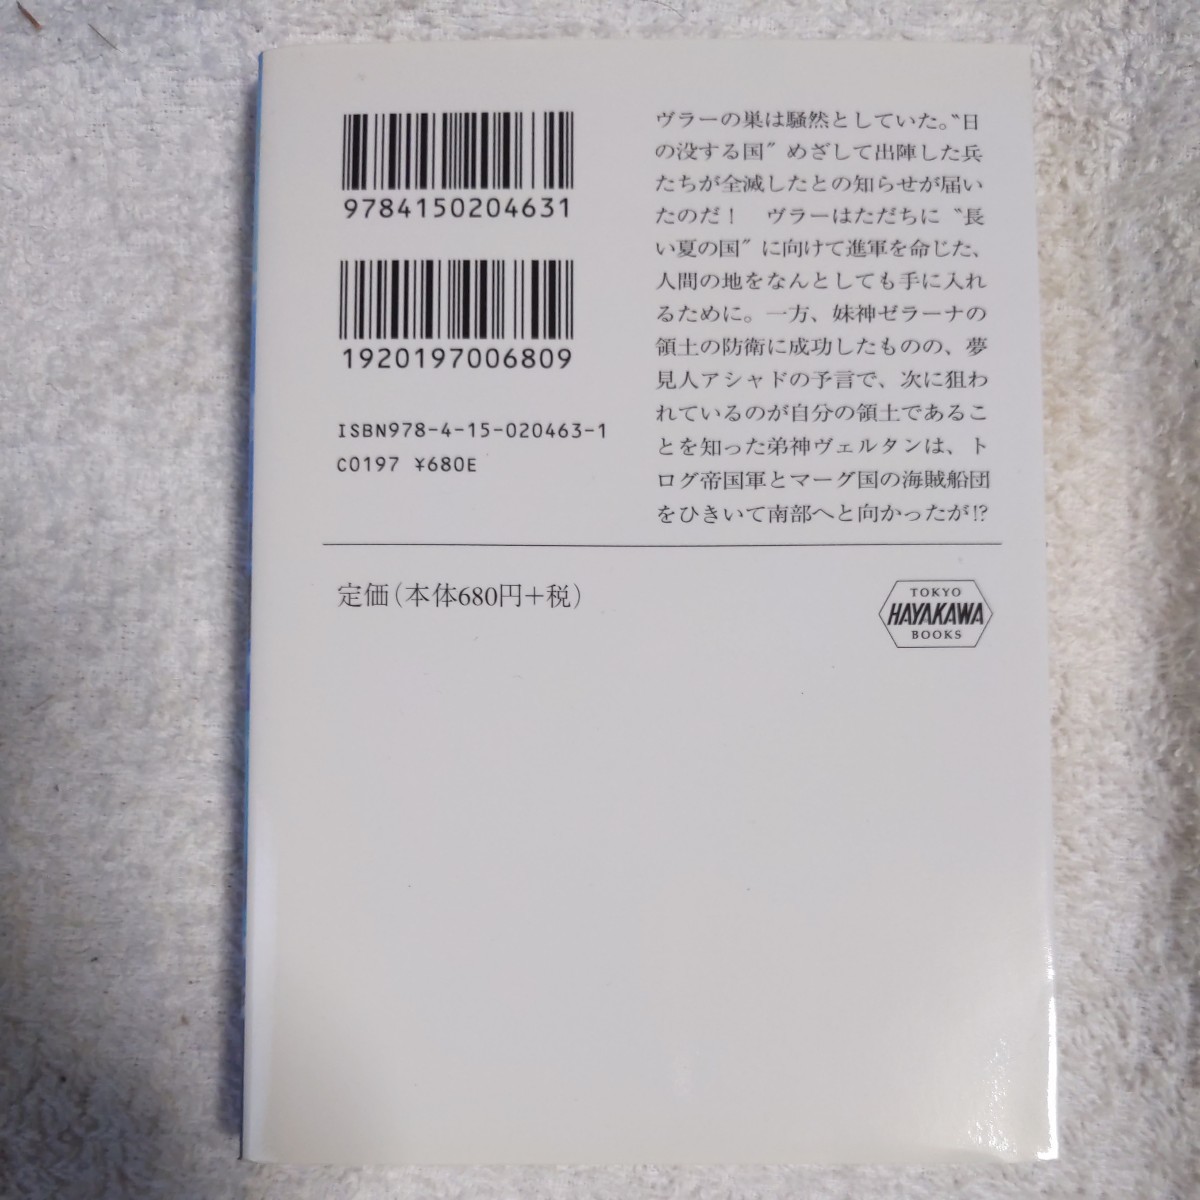 9784150204631
1920197006809
ISBN978-4-15-020463-1
C0197 ¥680E
ヴラーの巣は騒然としていた。〝日
の没する国〟めざして出陣した兵
たちが全滅したとの知らせが届い
たのだ！　ヴラーはただちに〝長
い夏の国〟に向けて進軍を命じた、
人間の地をなんとしても手に入れ
るために。一方、妹神ゼラーナの
領土の防衛に成功したものの、夢
見人アシャドの予言で、次に狙わ
れているのが自分の領土であるこ
とを知った弟神ヴェルタンは、ト
ログ帝国軍とマーグ国の海賊船団
をひきいて南部へと向かったが!?
定価（本体680円+税）
TOKYO
HAYAKAWA
BOOKS